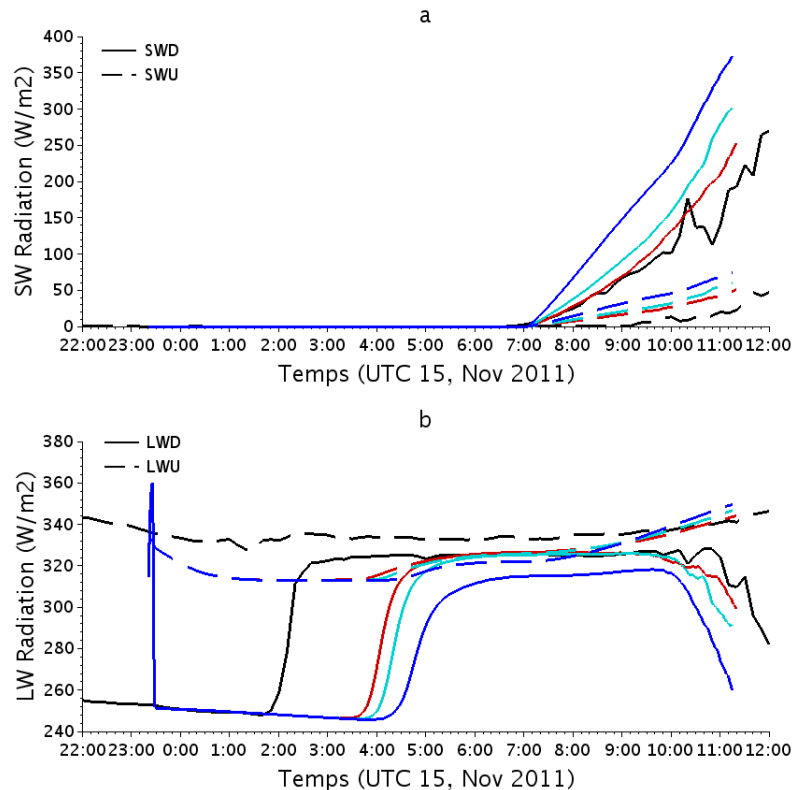 a
SW Radiation (W/m2)
400
350
300
250
200
150
100
50
0
SWD
SWU
22:00 23:00 0:00 1:00 2:00 3:00 4:00 5:00 6:00 7:00 8:00 9:00 10:00 11:00 12:00
Temps (UTC 15, Nov 2011)
b
LW Radiation (W/m2)
380
360
340
320
300
280
260
240
LWD
LWU
22:00 23:00 0:00 1:00 2:00 3:00 4:00 5:00 6:00 7:00 8:00 9:00 10:00 11:00 12:00
Temps (UTC 15, Nov 2011)